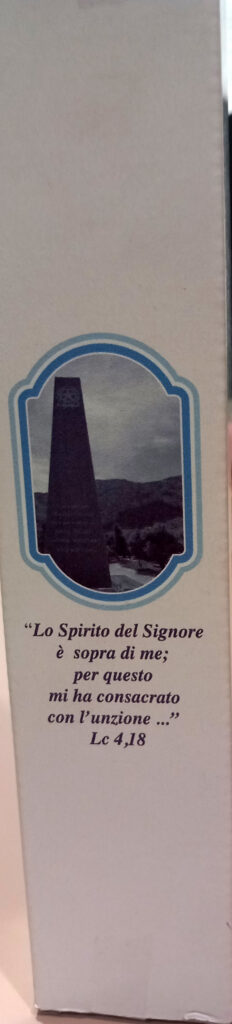 “Lo Spirito del Signore
è sopra di me;
per questo
mi ha consacrato
con l'unzione ...”
Lc 4,18